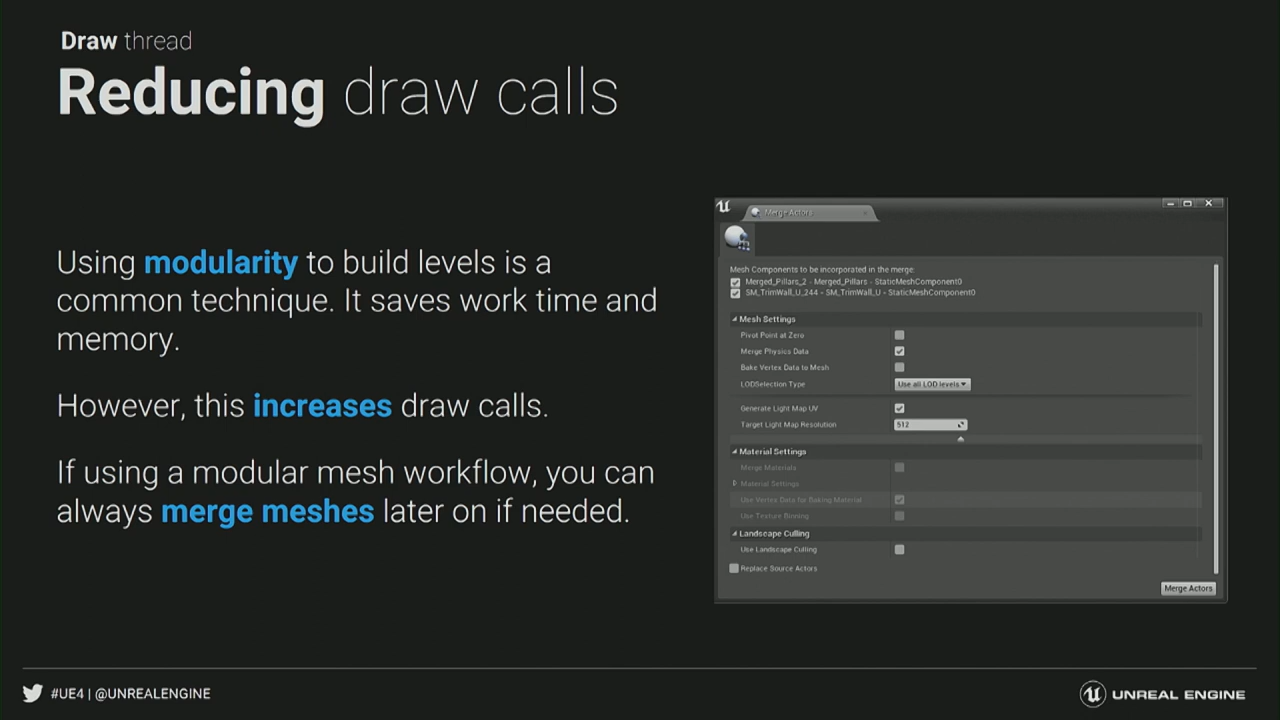 Draw thread
Reducing draw calls
Using modularity to build levels is a
common technique. It saves work time and
memory.
However, this increases draw calls.
If using a modular mesh workflow, you can
always merge meshes later on if needed.
Merge Actors
Mesh Components to be incorporated in the merge:
Merged_Pillars_2 - Merged_Pillars - StaticMeshComponent0
SM_TrimWall_U_244 - SM_TrimWall_U - StaticMeshComponent0
Mesh Settings
Pivot Point at Zero
Merge Physics Data
Bake Vertex Data to Mesh
LODSelection Type Use all LOD levels
Generate Light Map UV
Target Light Map Resolution 512
Material Settings
Merge Materials
Material Settings
Use Vertex Data for Baking Material
Use Texture Binning
Landscape Culling
Use Landscape Culling
Replace Source Actors
Merge Actors
#UE4 | @UNREALENGINE
UNREAL ENGINE